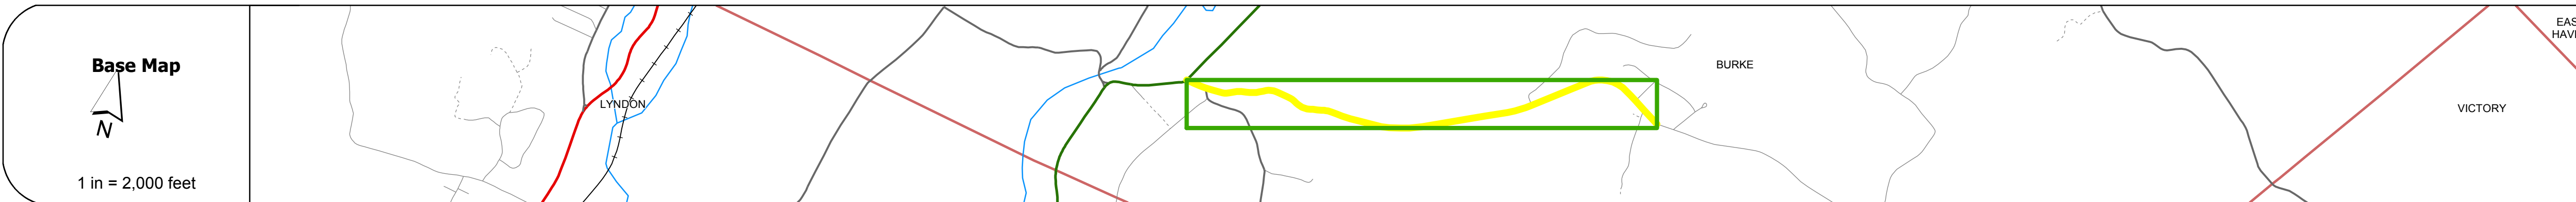 Base Map
N
1 in = 2,000 feet
LYNDON
BURKE
VICTORY